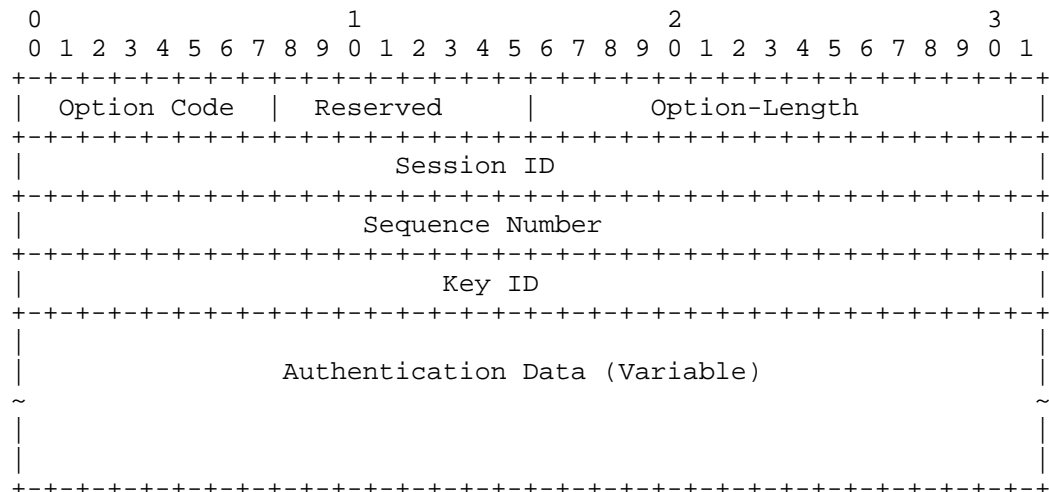 0                   1                   2                   3
 0 1 2 3 4 5 6 7 8 9 0 1 2 3 4 5 6 7 8 9 0 1 2 3 4 5 6 7 8 9 0 1
+-+-+-+-+-+-+-+-+-+-+-+-+-+-+-+-+-+-+-+-+-+-+-+-+-+-+-+-+-+-+-+-+
|  Option Code  |  Reserved     |       Option-Length           |
+-+-+-+-+-+-+-+-+-+-+-+-+-+-+-+-+-+-+-+-+-+-+-+-+-+-+-+-+-+-+-+-+
|                       Session ID                              |
+-+-+-+-+-+-+-+-+-+-+-+-+-+-+-+-+-+-+-+-+-+-+-+-+-+-+-+-+-+-+-+-+
|                     Sequence Number                           |
+-+-+-+-+-+-+-+-+-+-+-+-+-+-+-+-+-+-+-+-+-+-+-+-+-+-+-+-+-+-+-+-+
|                          Key ID                               |
+-+-+-+-+-+-+-+-+-+-+-+-+-+-+-+-+-+-+-+-+-+-+-+-+-+-+-+-+-+-+-+-+
|                                                               |
|                Authentication Data (Variable)                 |
~                                                               ~
|                                                               |
|                                                               |
+-+-+-+-+-+-+-+-+-+-+-+-+-+-+-+-+-+-+-+-+-+-+-+-+-+-+-+-+-+-+-+-+